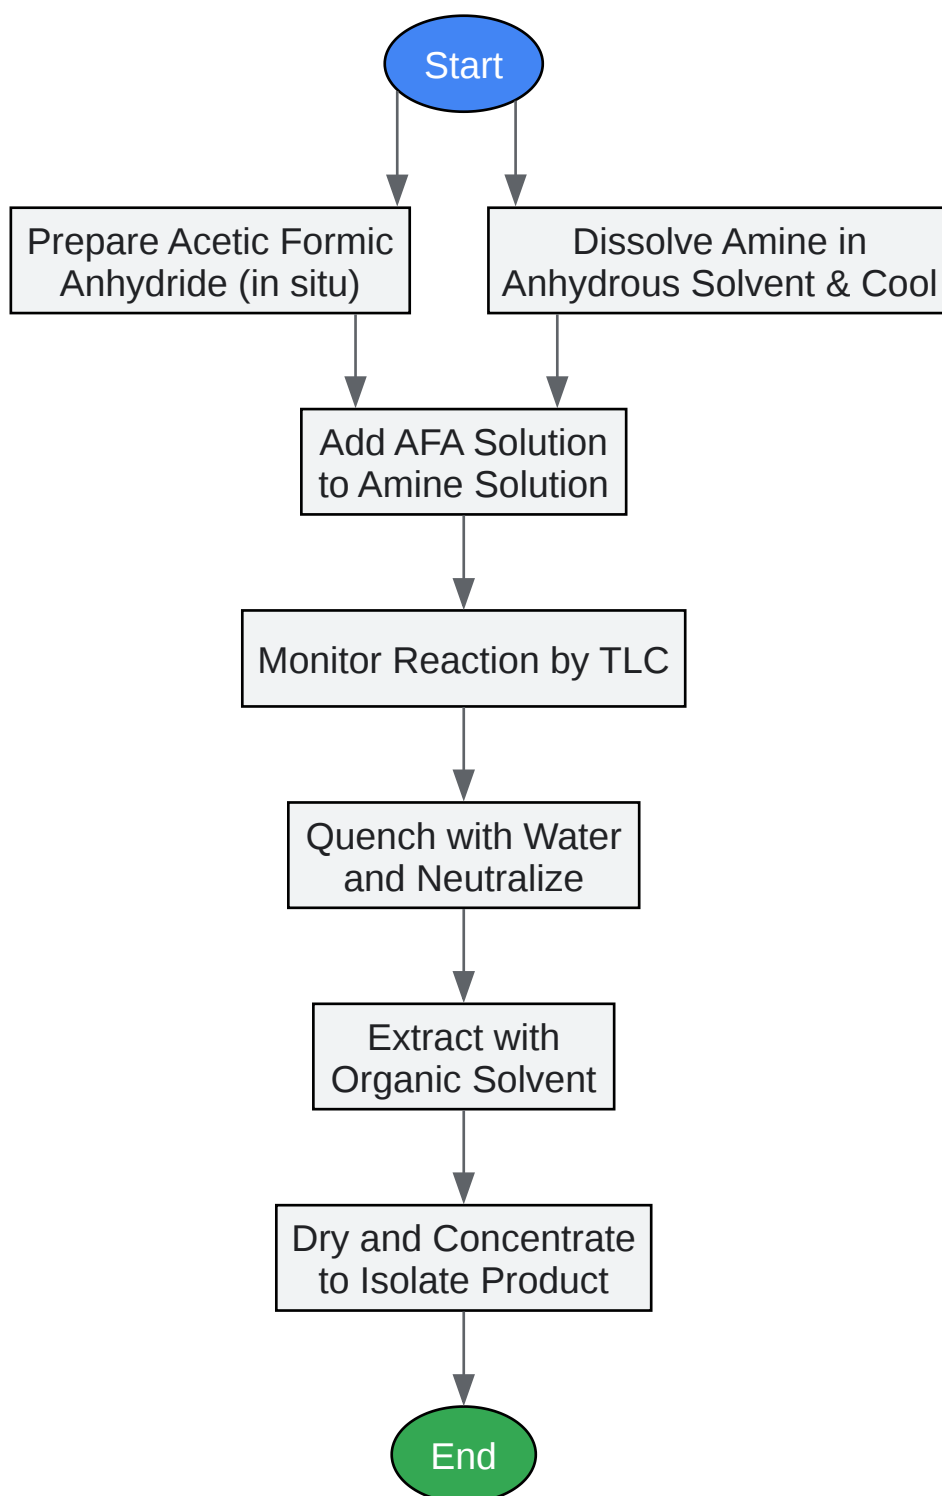 Start
Prepare Acetic Formic
Anhydride (in situ)
Dissolve Amine in
Anhydrous Solvent & Cool
Add AFA Solution
to Amine Solution
Monitor Reaction by TLC
Quench with Water
and Neutralize
Extract with
Organic Solvent
Dry and Concentrate
to Isolate Product
End